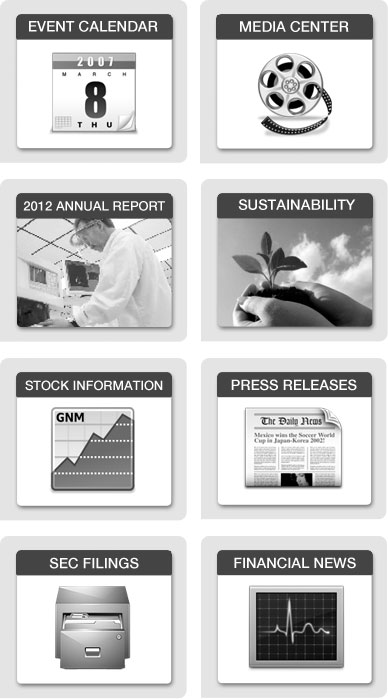 EVENT CALENDAR
2007
MARCH
8
THU
MEDIA CENTER
2012 ANNUAL REPORT
SUSTAINABILITY
STOCK INFORMATION
GNM
PRESS RELEASES
The Daily News
Mexico wins the Soccer World
Cup in Japan-Korea 2002!
SEC FILINGS
FINANCIAL NEWS